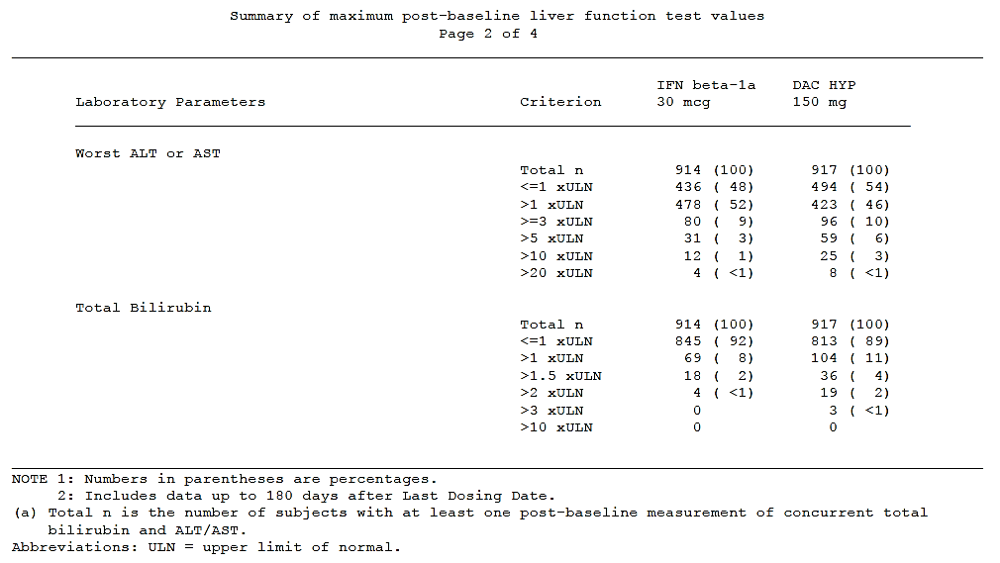 Summary of maximum post-baseline liver function test values
Page 2 of 4
IFN beta-1a DAC HYP
Laboratory Parameters Criterion 30 mcg 150 mg
Worst ALT or AST
Total n 914 (100) 917 (100)
<=1 xULN 436 ( 48) 494 ( 54)
>1 xULN 478 ( 52) 423 ( 46)
>=3 xULN 80 ( 9) 96 ( 10)
>5 xULN 31 ( 3) 59 ( 6)
>10 xULN 12 ( 1) 25 ( 3)
>20 xULN 4 ( <1) 8 ( <1)
Total Bilirubin
Total n 914 (100) 917 (100)
<=1 xULN 845 ( 92) 813 ( 89)
>1 xULN 69 ( 8) 104 ( 11)
>1.5 xULN 18 ( 2) 36 ( 4)
>2 xULN 4 ( <1) 19 ( 2)
>3 xULN 0 3 ( <1)
>10 xULN 0 0
NOTE 1: Numbers in parentheses are percentages.
2: Includes data up to 180 days after Last Dosing Date.
(a) Total n is the number of subjects with at least one post-baseline measurement of concurrent total
bilirubin and ALT/AST.
Abbreviations: ULN = upper limit of normal.